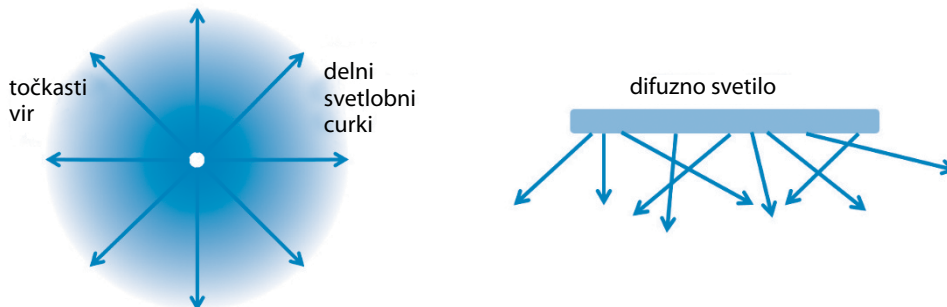 točkasti
vir
delni
svetlobni
curki
difuzno svetilo